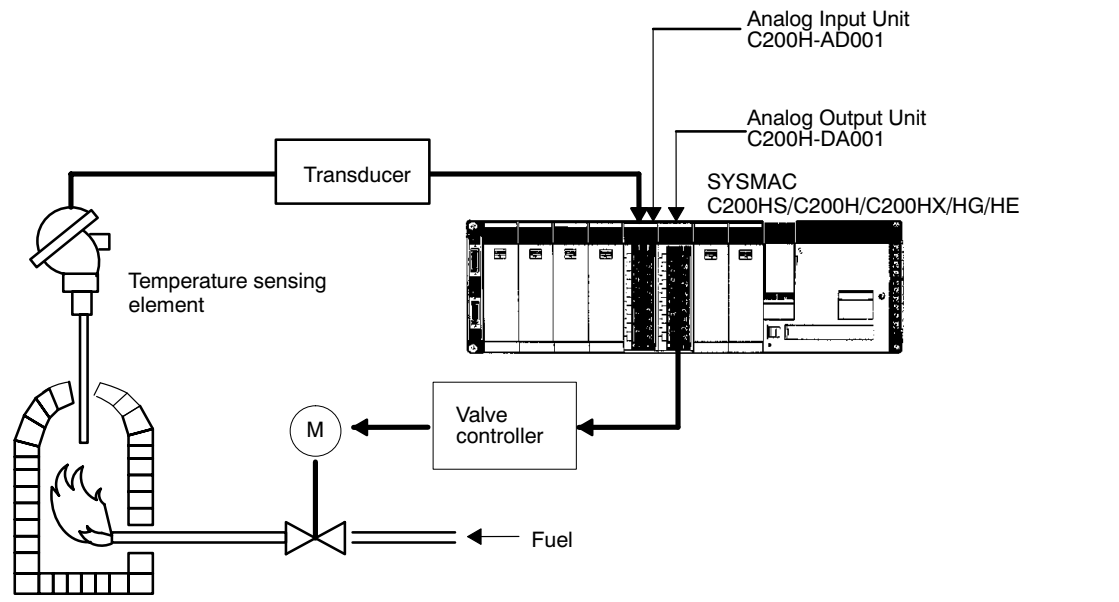 Analog Input Unit
C200H-AD001
Analog Output Unit
C200H-DA001
Transducer
SYSMAC
C200HS/C200H/C200HX/HG/HE
Temperature sensing
element
Valve
controller
M
Fuel